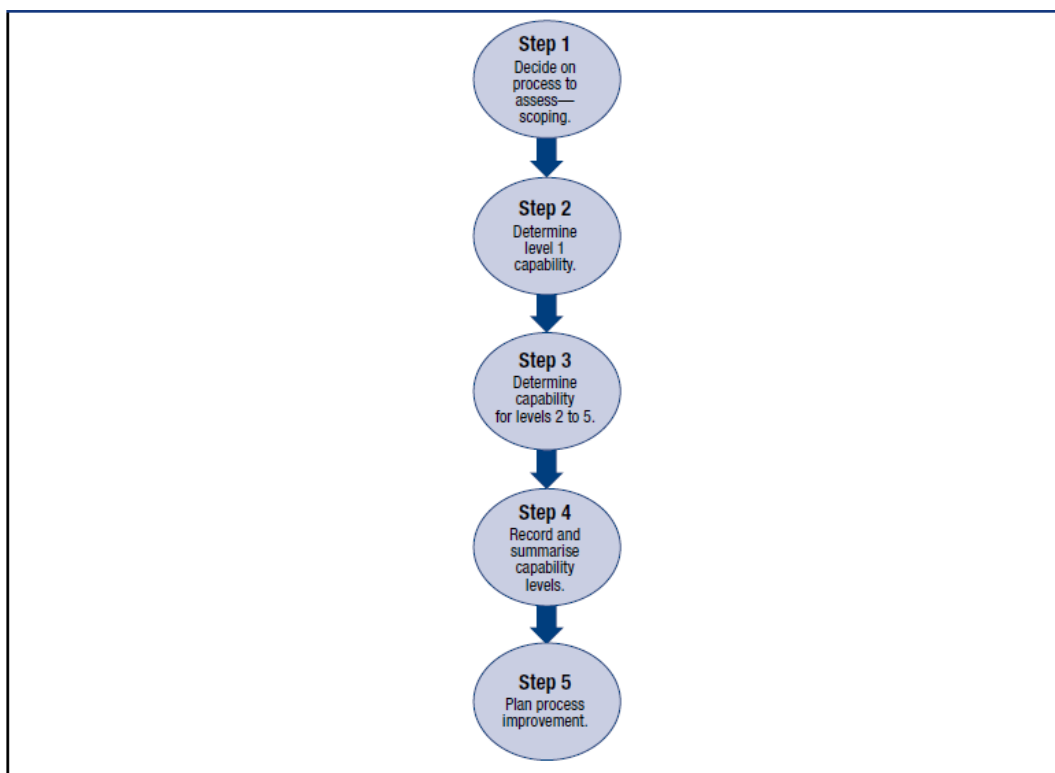 Step 1
Decide on
process to
assess—
scoping.
Step 2
Determine
level 1
capability.
Step 3
Determine
capability
for levels 2 to 5.
Step 4
Record and
summarise
capability
levels.
Step 5
Plan process
improvement.